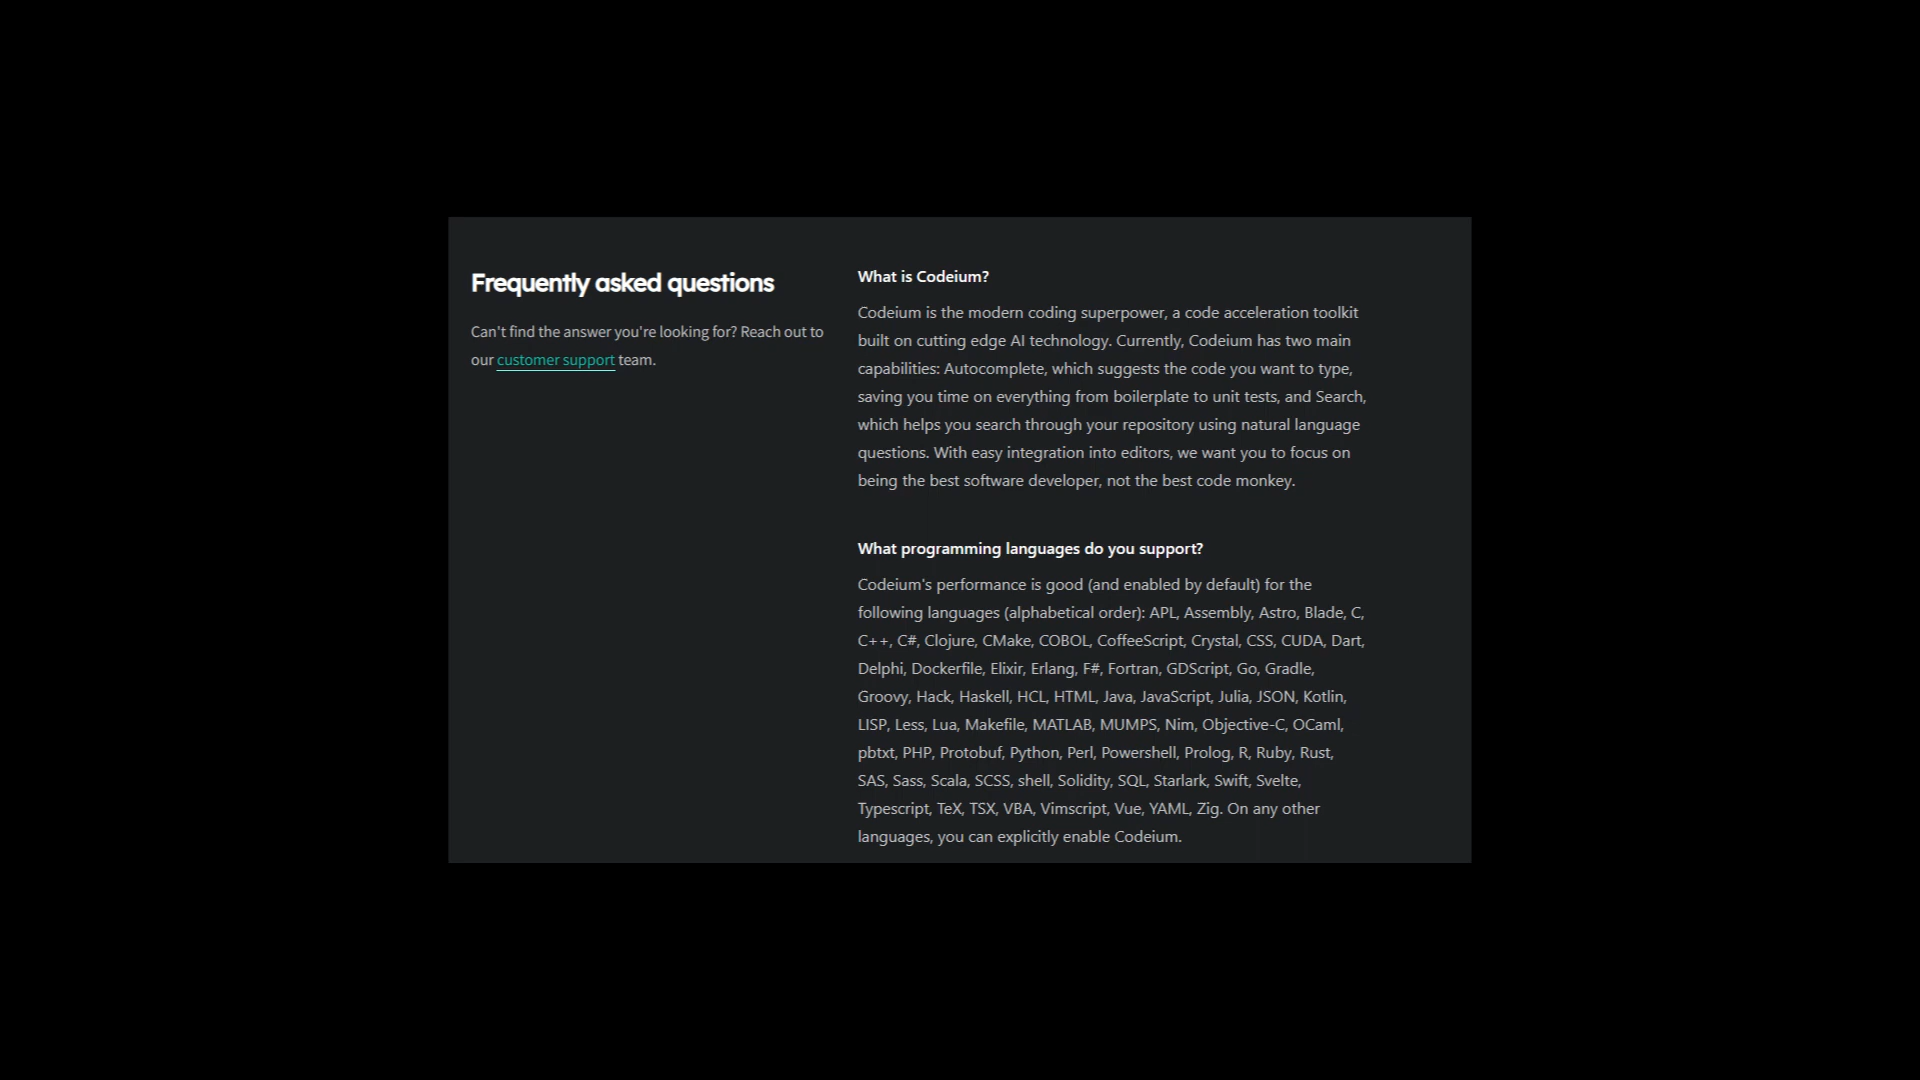 Frequently asked questions
Can't find the answer you're looking for? Reach out to
our customer support team.
What is Codeium?
Codeium is the modern coding superpower, a code acceleration toolkit
built on cutting edge AI technology. Currently, Codeium has two main
capabilities: Autocomplete, which suggests the code you want to type,
saving you time on everything from boilerplate to unit tests, and Search,
which helps you search through your repository using natural language
questions. With easy integration into editors, we want you to focus on
being the best software developer, not the best code monkey.
What programming languages do you support?
Codeium's performance is good (and enabled by default) for the
following languages (alphabetical order): APL, Assembly, Astro, Blade, C,
C++, C#, Clojure, CMake, COBOL, CoffeeScript, Crystal, CSS, CUDA, Dart,
Delphi, Dockerfile, Elixir, Erlang, F#, Fortran, GDScript, Go, Gradle,
Groovy, Hack, Haskell, HCL, HTML, Java, JavaScript, Julia, JSON, Kotlin,
LISP, Less, Lua, Makefile, MATLAB, MUMPS, Nim, Objective-C, OCaml,
pbtxt, PHP, Protobuf, Python, Perl, Powershell, Prolog, R, Ruby, Rust,
SAS, Sass, Scala, SCSS, shell, Solidity, SQL, Starlark, Swift, Svelte,
Typescript, TeX, TSX, VBA, Vimscript, Vue, YAML, Zig. On any other
languages, you can explicitly enable Codeium.